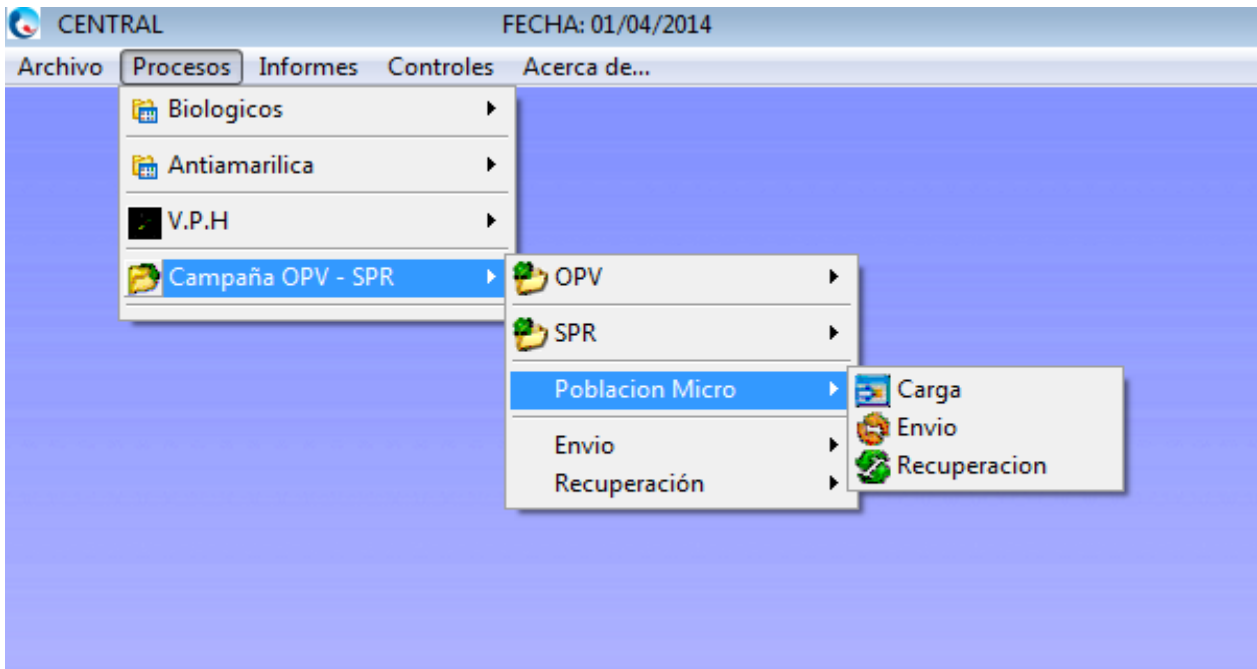 CENTRAL FECHA: 01/04/2014
Archivo Procesos Informes Controles Acerca de...
Biologicos
Antiamarilica
V.P.H
Campaña OPV - SPR
OPV
SPR
Poblacion Micro
Envio
Recuperación
Carga
Envio
Recuperacion